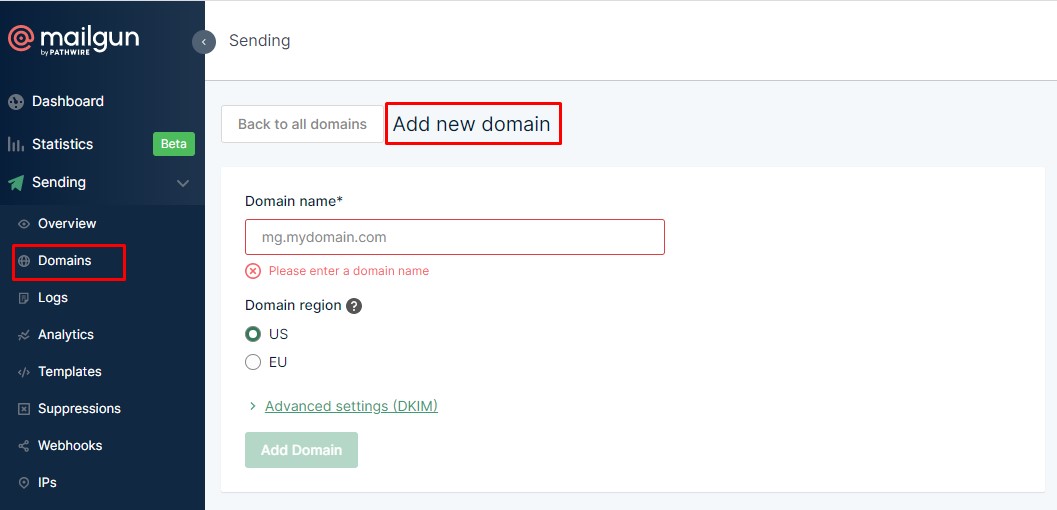 mailgun
by PATHWIRE
Sending
Dashboard
Back to all domains
Add new domain
Statistics
Beta
Sending
Overview
Domains
Logs
Analytics
Templates
Suppressions
Webhooks
IPs
Domain name*
mg.mydomain.com
Please enter a domain name
Domain region ?
US
EU
Advanced settings (DKIM)
Add Domain